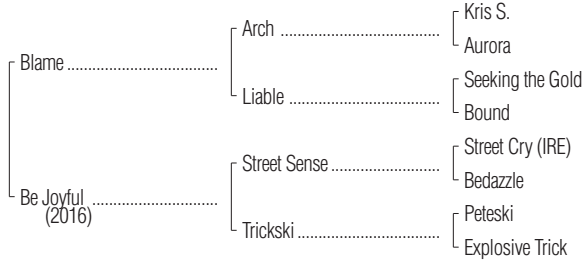 Kris S.
Arch
Aurora
Blame
Seeking the Gold
Liable
Bound
Street Cry (IRE)
Street Sense
Bedazzle
Be Joyful
(2016)
Peteski
Trickski
Explosive Trick